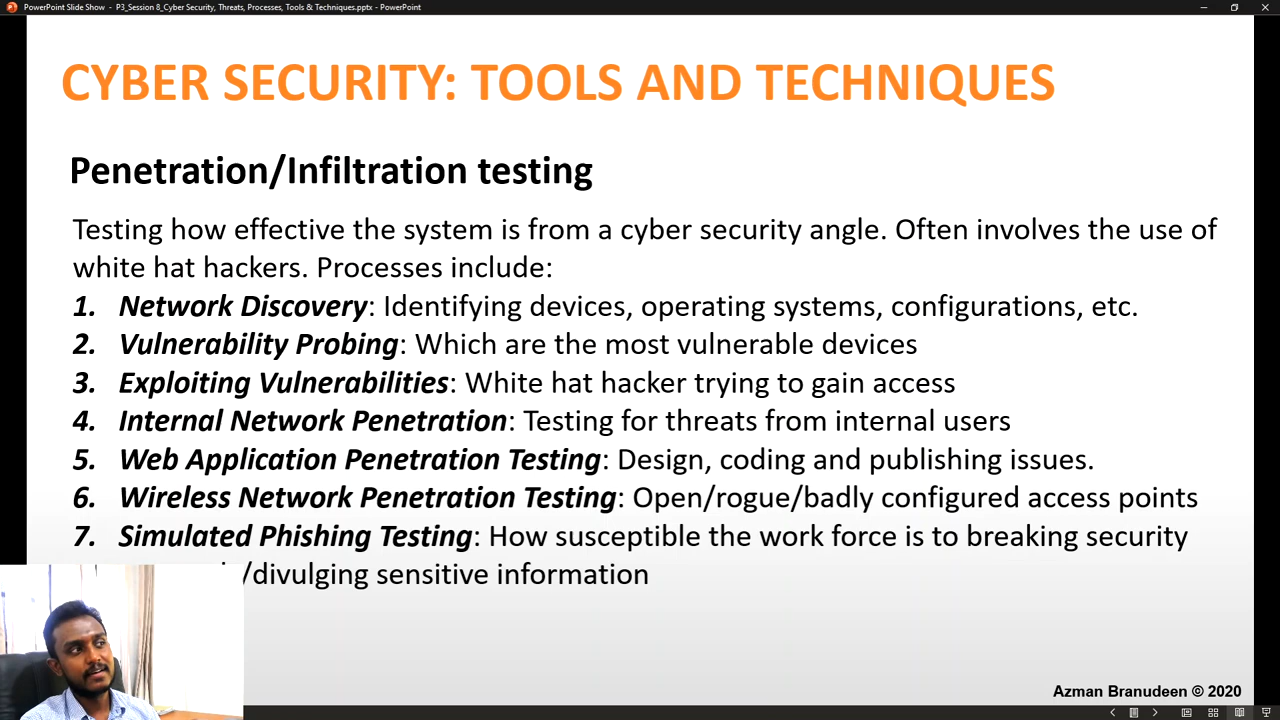 PowerPoint Slide Show - P3_Session 8_Cyber Security, Threats, Processes, Tools & Techniques.pptx - PowerPoint
CYBER SECURITY: TOOLS AND TECHNIQUES
Penetration/Infiltration testing
Testing how effective the system is from a cyber security angle. Often involves the use of
white hat hackers. Processes include:
1. Network Discovery: Identifying devices, operating systems, configurations, etc.
2. Vulnerability Probing: Which are the most vulnerable devices
3. Exploiting Vulnerabilities: White hat hacker trying to gain access
4. Internal Network Penetration: Testing for threats from internal users
5. Web Application Penetration Testing: Design, coding and publishing issues.
6. Wireless Network Penetration Testing: Open/rogue/badly configured access points
7. Simulated Phishing Testing: How susceptible the work force is to breaking security
/divulging sensitive information
Azman Branudeen © 2020